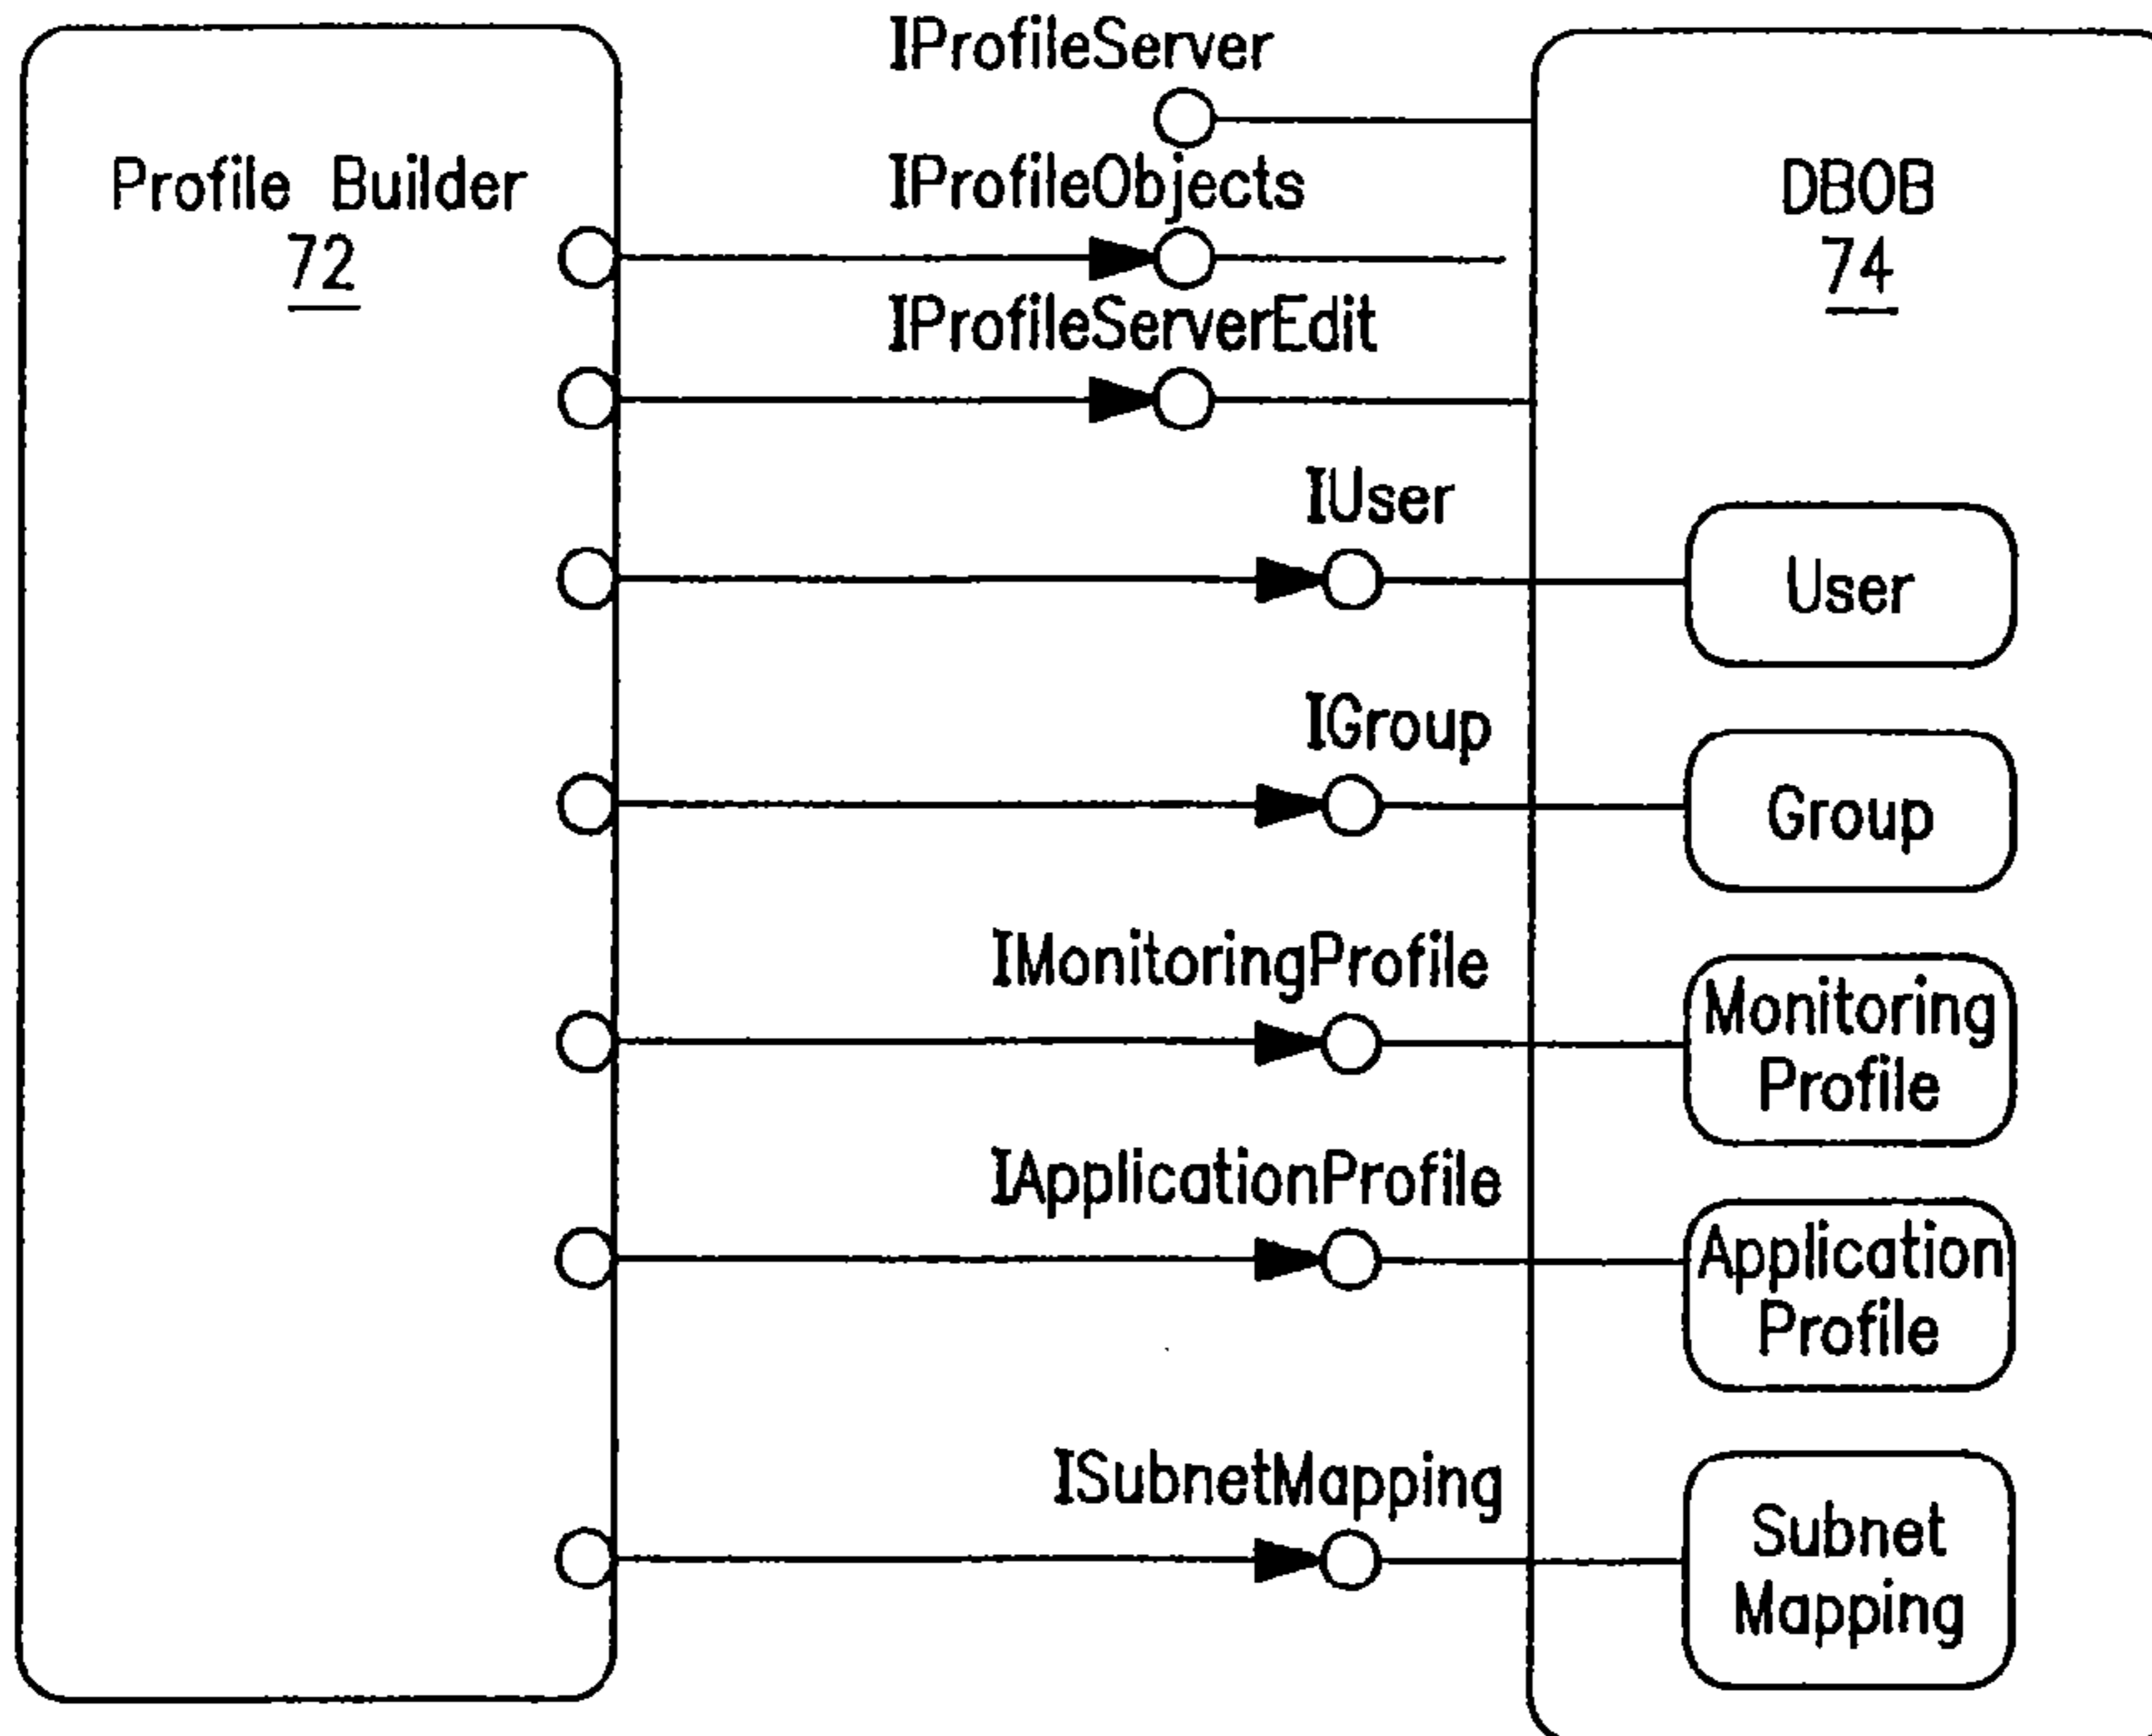 IProfileServer
Profile Builder
72
IProfileObjects
DBOB
74
IProfileServerEdit
IUser
User
IGroup
Group
IMonitoringProfile
Monitoring
Profile
IApplicationProfile
Application
Profile
ISubnetMapping
Subnet
Mapping